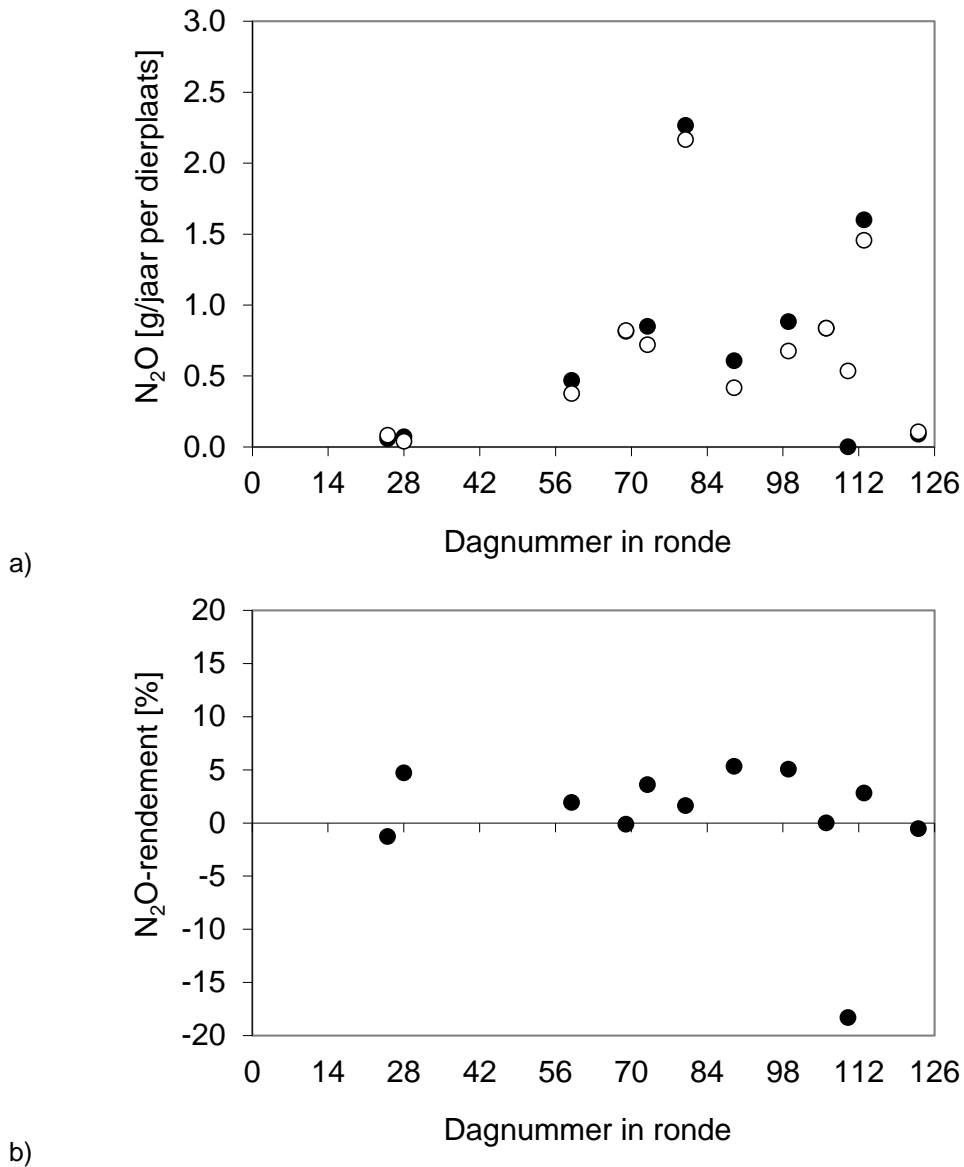 3.0
2.5
2.0
1.5
1.0
0.5
0.0
N₂O [g/jaar per dierplaats]
0 14 28 42 56 70 84 98 112 126
Dagnummer in ronde
a)
20
15
10
5
0
-5
-10
-15
-20
N₂O-rendement [%]
0 14 28 42 56 70 84 98 112 126
Dagnummer in ronde
b)